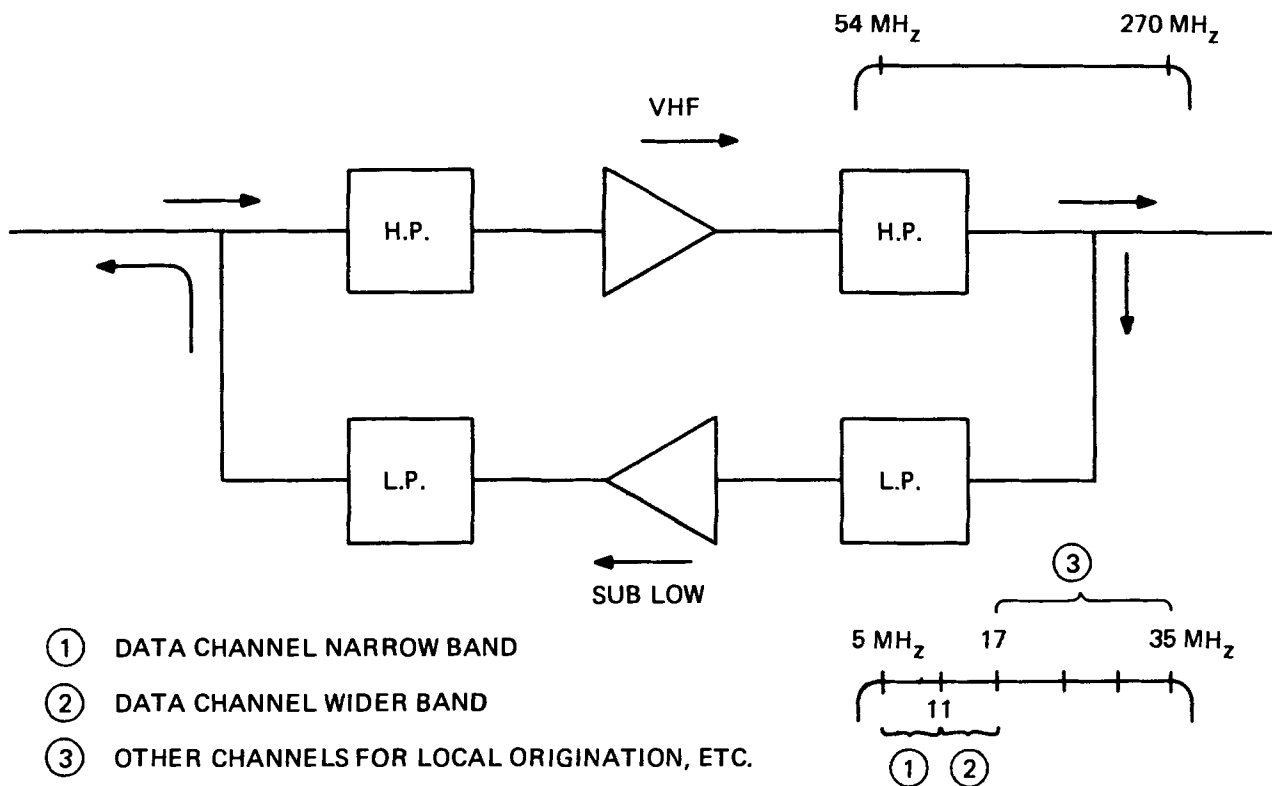 54 MHz 270 MHz
VHF
H.P. H.P.
L.P. L.P.
SUB LOW
3
5 MHz 17 35 MHz
11
1 2
1 DATA CHANNEL NARROW BAND
2 DATA CHANNEL WIDER BAND
3 OTHER CHANNELS FOR LOCAL ORIGINATION, ETC.